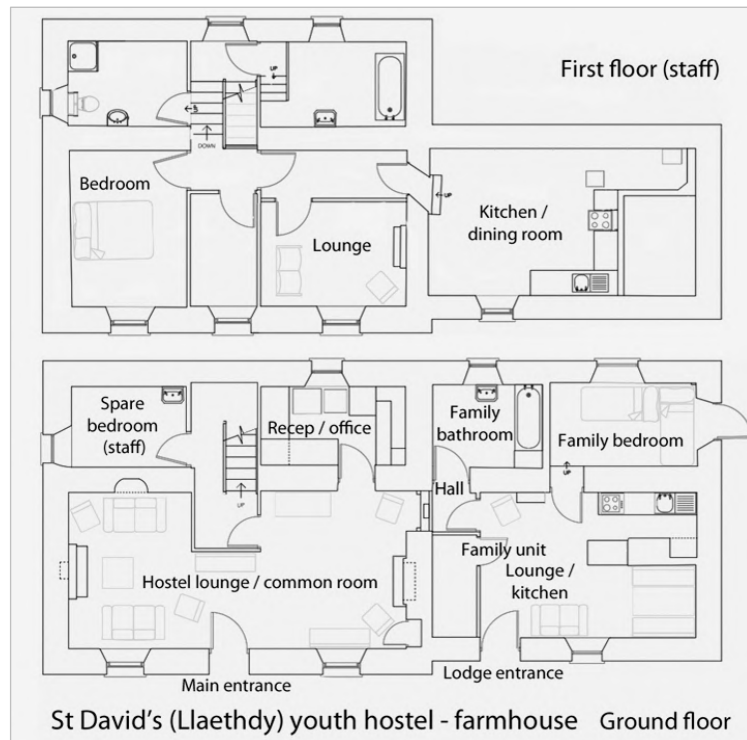 First floor (staff)
UP
UP
DOWN
UP
Bedroom
Lounge
Kitchen /
dining room
Spare
bedroom
(staff)
Recep / office
Family
bathroom
Family bedroom
UP
Hall
UP
Family unit
Lounge /
kitchen
Hostel lounge / common room
Main entrance
Lodge entrance
St David's (Llaethdy) youth hostel - farmhouse Ground floor